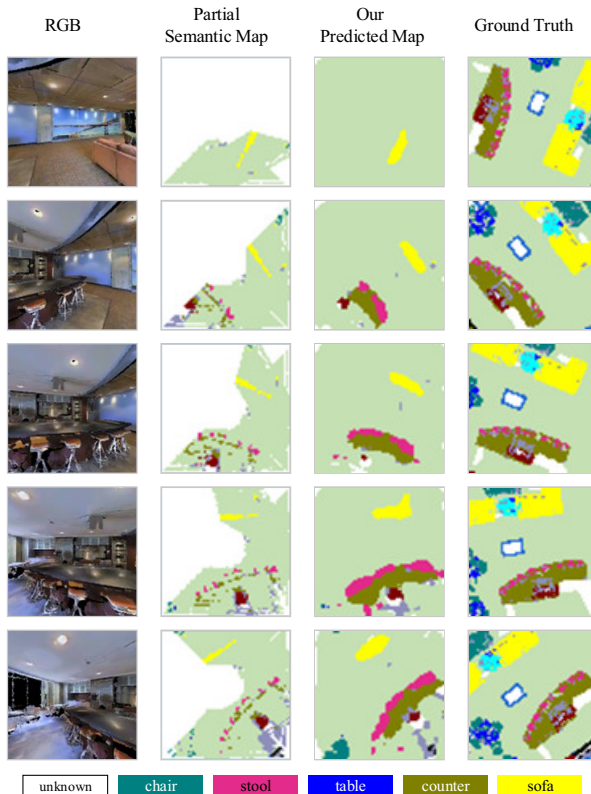 RGB
Partial
Semantic Map
Our
Predicted Map
Ground Truth
unknown
chair
stool
table
counter
sofa